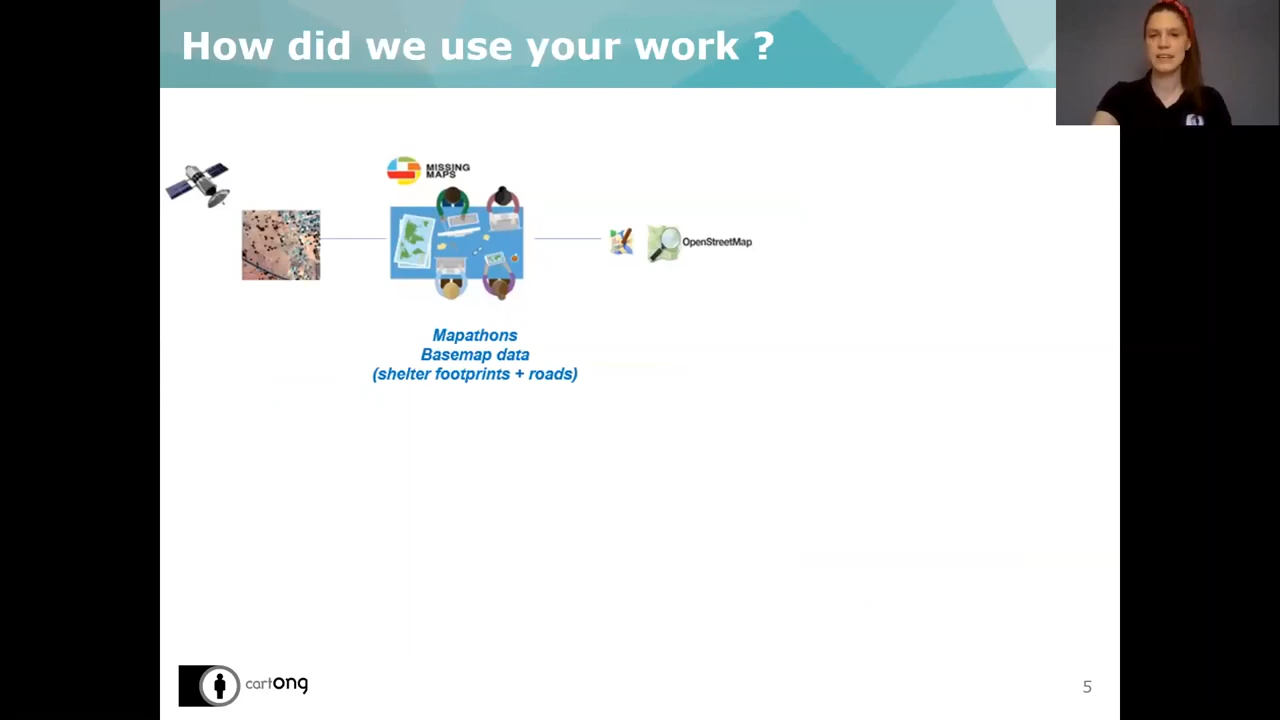 How did we use your work ?
MISSING
MAPS
OpenStreetMap
Mapathons
Basemap data
(shelter footprints + roads)
cartONG
5